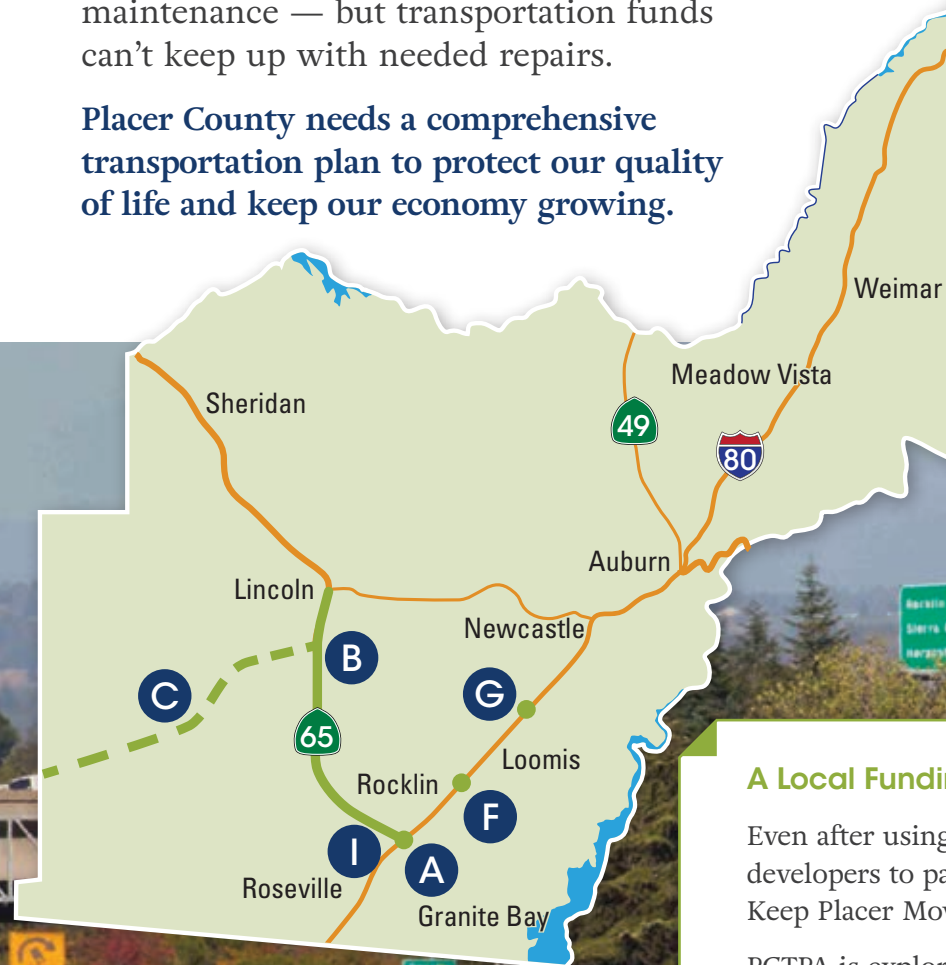 maintenance — but transportation funds
can't keep up with needed repairs.
Placer County needs a comprehensive
transportation plan to protect our quality
of life and keep our economy growing.
Weimar
Meadow Vista
Sheridan
49
80
Auburn
Lincoln
Newcastle
B
C
G
65
Loomis
Rocklin
F
I
A
Roseville
Granite Bay
A Local Fundin
Even after using
developers to pa
Keep Placer Mov